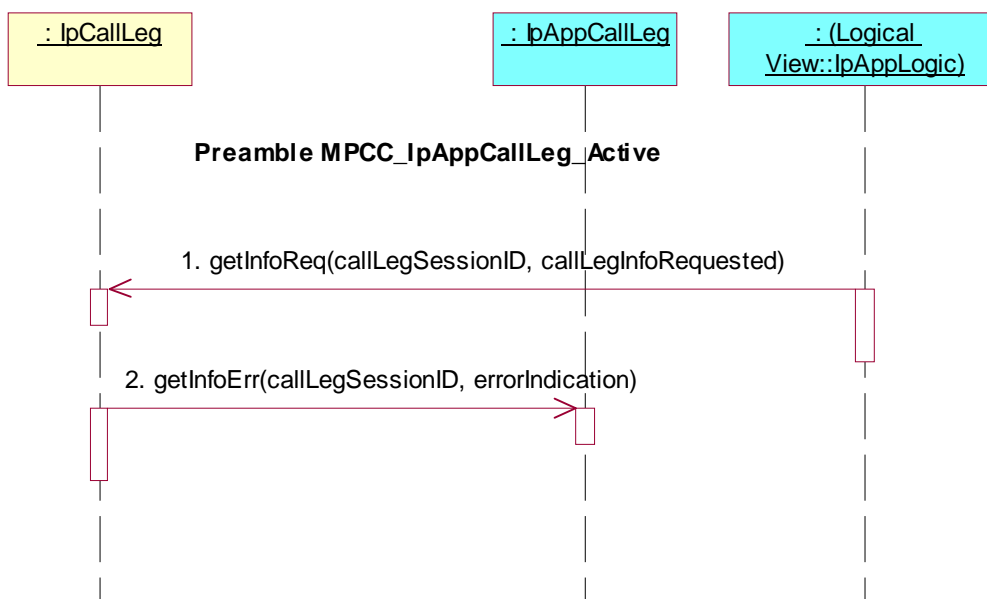 : IpCallLeg
: IpAppCallLeg
: (Logical
View::IpAppLogic)
Preamble MPCC_IpAppCallLeg_Active
1. getInfoReq(callLegSessionID, callLegInfoRequested)
2. getInfoErr(callLegSessionID, errorIndication)